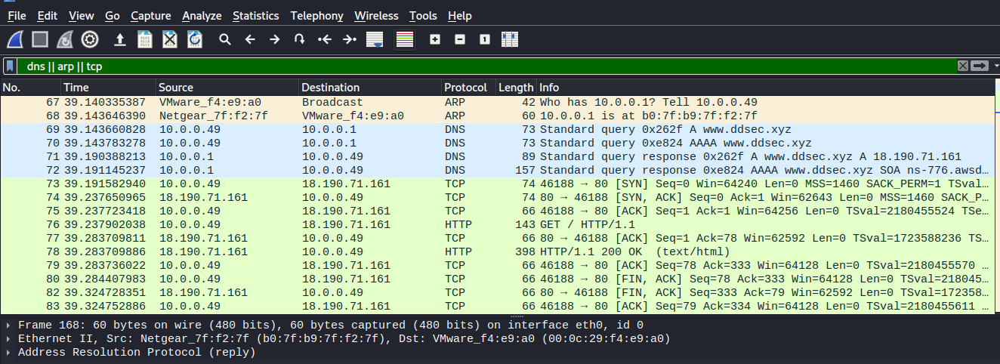 File Edit View Go Capture Analyze Statistics Telephony Wireless Tools Help
dns || arp || tcp
No. Time Source Destination Protocol Length Info
67 39.140335387 VMware_f4:e9:a0 Broadcast ARP 42 Who has 10.0.0.1? Tell 10.0.0.49
68 39.143646390 Netgear_7f:f2:7f VMware_f4:e9:a0 ARP 60 10.0.0.1 is at b0:7f:b9:7f:f2:7f
69 39.143660828 10.0.0.49 10.0.0.1 DNS 73 Standard query 0x262f A www.ddsec.xyz
70 39.143783278 10.0.0.49 10.0.0.1 DNS 73 Standard query 0xe824 AAAA www.ddsec.xyz
71 39.190388213 10.0.0.1 10.0.0.49 DNS 89 Standard query response 0x262f A www.ddsec.xyz A 18.190.71.161
72 39.191145237 10.0.0.1 10.0.0.49 DNS 157 Standard query response 0xe824 AAAA www.ddsec.xyz SOA ns-776.awsd…
73 39.191582940 10.0.0.49 18.190.71.161 TCP 74 46188 → 80 [SYN] Seq=0 Win=64240 Len=0 MSS=1460 SACK_PERM=1 TSval…
74 39.237650965 18.190.71.161 10.0.0.49 TCP 74 80 → 46188 [SYN, ACK] Seq=0 Ack=1 Win=62643 Len=0 MSS=1460 SACK_P…
75 39.237723418 10.0.0.49 18.190.71.161 TCP 66 46188 → 80 [ACK] Seq=1 Ack=1 Win=64256 Len=0 TSval=2180455524 TSe…
76 39.237902038 10.0.0.49 18.190.71.161 HTTP 143 GET / HTTP/1.1
77 39.283709811 18.190.71.161 10.0.0.49 TCP 66 80 → 46188 [ACK] Seq=1 Ack=78 Win=62592 Len=0 TSval=1723588236 TS…
78 39.283709886 18.190.71.161 10.0.0.49 HTTP 398 HTTP/1.1 200 OK (text/html)
79 39.283736022 10.0.0.49 18.190.71.161 TCP 66 46188 → 80 [ACK] Seq=78 Ack=333 Win=64128 Len=0 TSval=2180455570 …
80 39.284407983 10.0.0.49 18.190.71.161 TCP 66 46188 → 80 [FIN, ACK] Seq=78 Ack=333 Win=64128 Len=0 TSval=218045…
82 39.324728351 18.190.71.161 10.0.0.49 TCP 66 80 → 46188 [FIN, ACK] Seq=333 Ack=79 Win=62592 Len=0 TSval=172358…
83 39.324752886 10.0.0.49 18.190.71.161 TCP 66 46188 → 80 [ACK] Seq=79 Ack=334 Win=64128 Len=0 TSval=2180455611 …
Frame 168: 60 bytes on wire (480 bits), 60 bytes captured (480 bits) on interface eth0, id 0
Ethernet II, Src: Netgear_7f:f2:7f (b0:7f:b9:7f:f2:7f), Dst: VMware_f4:e9:a0 (00:0c:29:f4:e9:a0)
Address Resolution Protocol (reply)